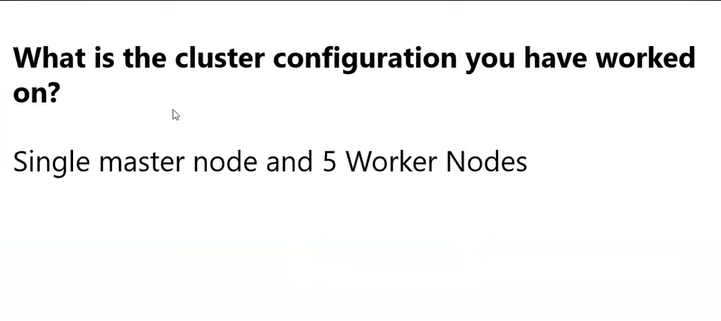 What is the cluster configuration you have worked
on?
Single master node and 5 Worker Nodes